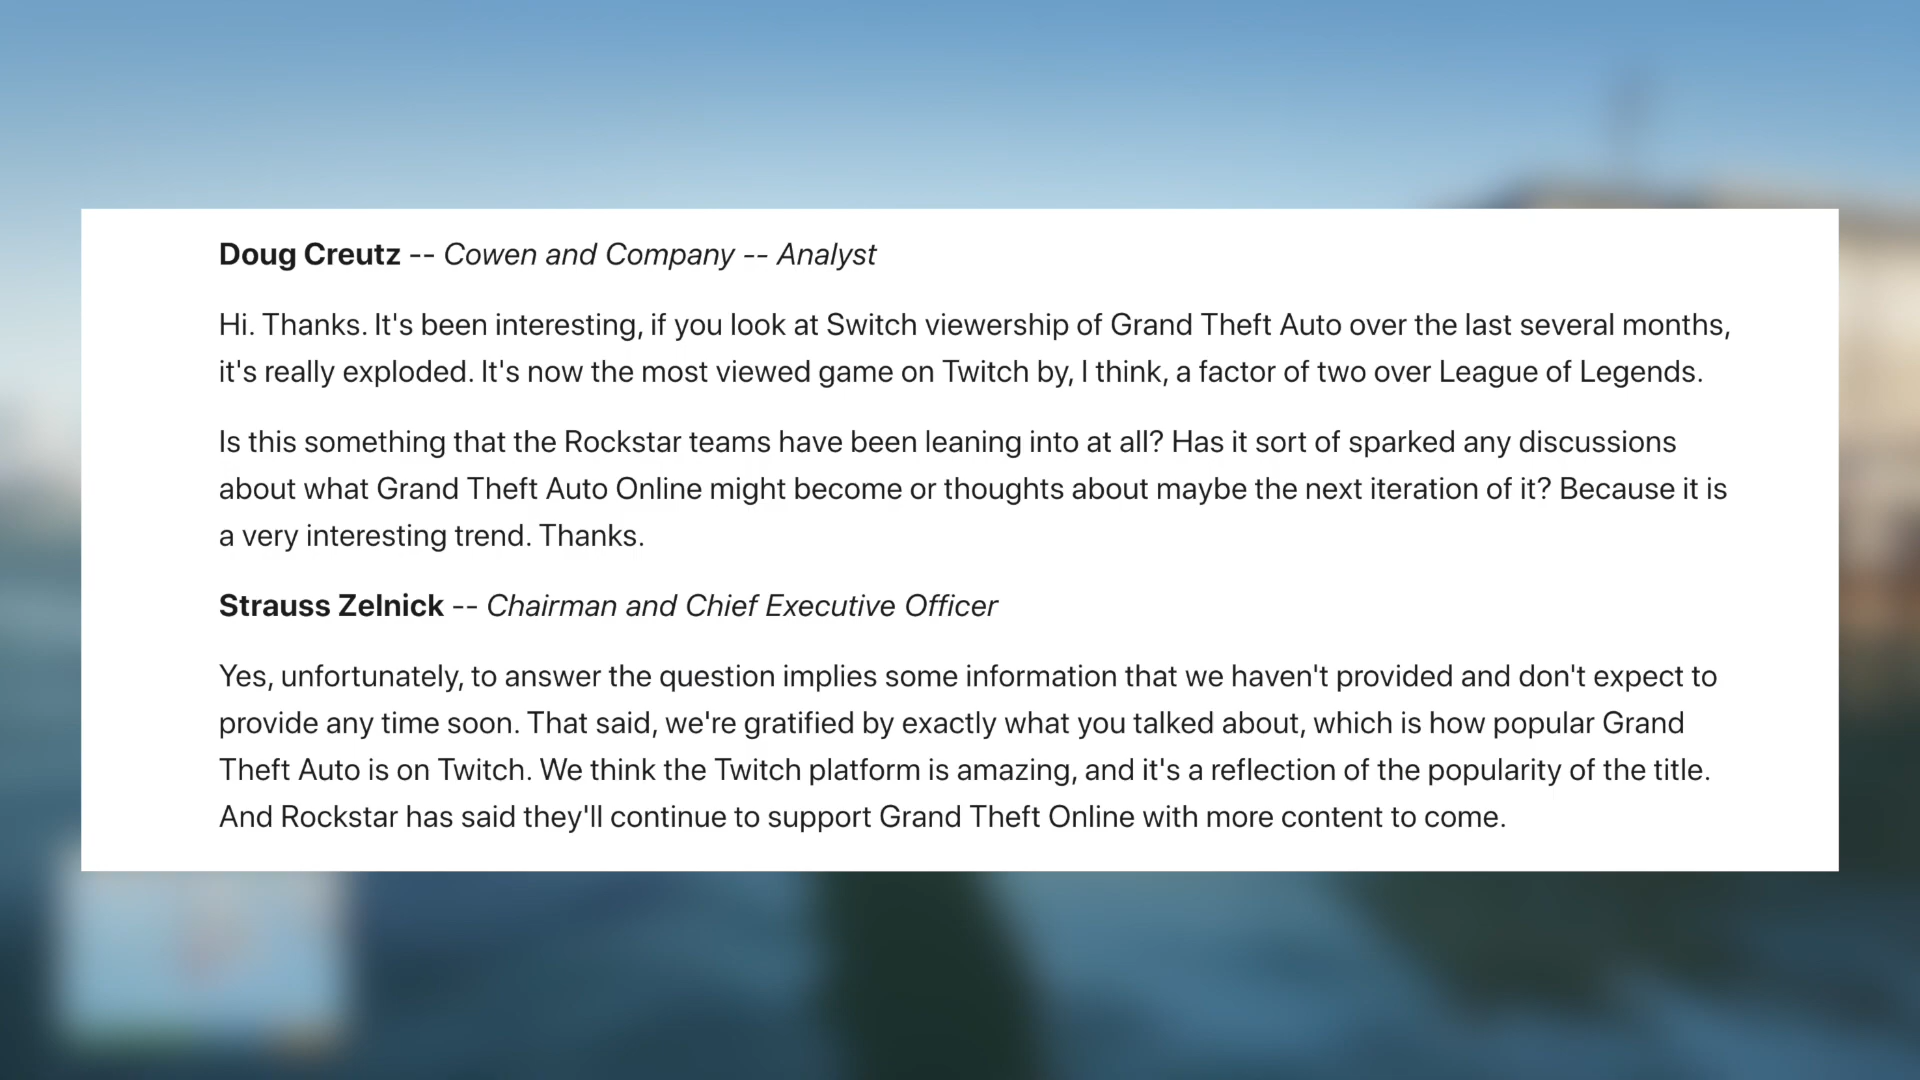 Doug Creutz -- Cowen and Company -- Analyst
Hi. Thanks. It's been interesting, if you look at Switch viewership of Grand Theft Auto over the last several months,
it's really exploded. It's now the most viewed game on Twitch by, I think, a factor of two over League of Legends.
Is this something that the Rockstar teams have been leaning into at all? Has it sort of sparked any discussions
about what Grand Theft Auto Online might become or thoughts about maybe the next iteration of it? Because it is
a very interesting trend. Thanks.
Strauss Zelnick -- Chairman and Chief Executive Officer
Yes, unfortunately, to answer the question implies some information that we haven't provided and don't expect to
provide any time soon. That said, we're gratified by exactly what you talked about, which is how popular Grand
Theft Auto is on Twitch. We think the Twitch platform is amazing, and it's a reflection of the popularity of the title.
And Rockstar has said they'll continue to support Grand Theft Online with more content to come.